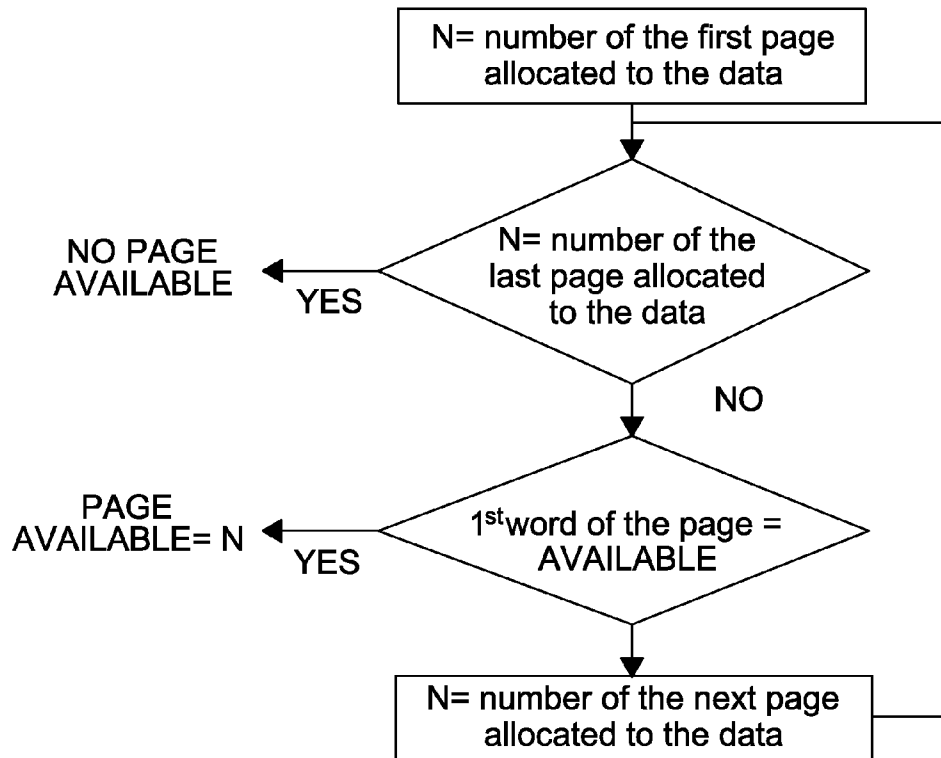 N= number of the first page
allocated to the data
N= number of the
last page allocated
to the data
NO PAGE
AVAILABLE
YES
NO
1st word of the page =
AVAILABLE
PAGE
AVAILABLE= N
YES
N= number of the next page
allocated to the data